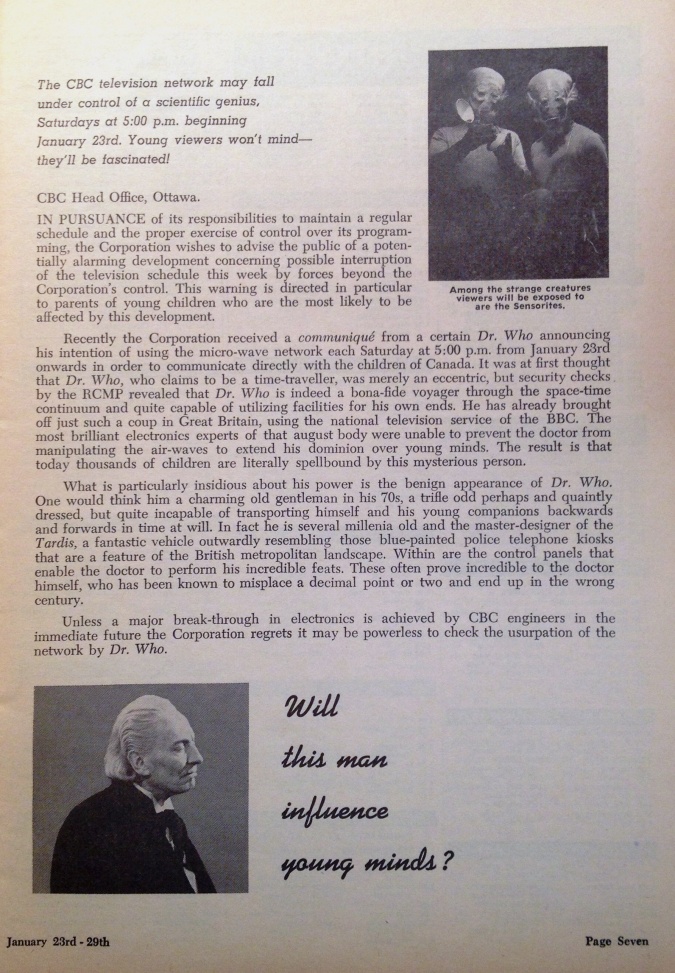 The CBC television network may fall
under control of a scientific genius,
Saturdays at 5:00 p.m. beginning
January 23rd. Young viewers won't mind—
they'll be fascinated!
Among the strange creatures
viewers will be exposed to
are the Sensorites.
CBC Head Office, Ottawa.
IN PURSUANCE of its responsibilities to maintain a regular
schedule and the proper exercise of control over its program-
ming, the Corporation wishes to advise the public of a poten-
tially alarming development concerning possible interruption
of the television schedule this week by forces beyond the
Corporation's control. This warning is directed in particular
to parents of young children who are the most likely to be
affected by this development.
Recently the Corporation received a communiqué from a certain Dr. Who announcing
his intention of using the micro-wave network each Saturday at 5:00 p.m. from January 23rd
onwards in order to communicate directly with the children of Canada. It was at first thought
that Dr. Who, who claims to be a time-traveller, was merely an eccentric, but security checks
by the RCMP revealed that Dr. Who is indeed a bona-fide voyager through the space-time
continuum and quite capable of utilizing facilities for his own ends. He has already brought
off just such a coup in Great Britain, using the national television service of the BBC. The
most brilliant electronics experts of that august body were unable to prevent the doctor from
manipulating the air-waves to extend his dominion over young minds. The result is that
today thousands of children are literally spellbound by this mysterious person.
What is particularly insidious about his power is the benign appearance of Dr. Who.
One would think him a charming old gentleman in his 70s, a trifle odd perhaps and quaintly
dressed, but quite incapable of transporting himself and his young companions backwards
and forwards in time at will. In fact he is several millenia old and the master-designer of the
Tardis, a fantastic vehicle outwardly resembling those blue-painted police telephone kiosks
that are a feature of the British metropolitan landscape. Within are the control panels that
enable the doctor to perform his incredible feats. These often prove incredible to the doctor
himself, who has been known to misplace a decimal point or two and end up in the wrong
century.
Unless a major break-through in electronics is achieved by CBC engineers in the
immediate future the Corporation regrets it may be powerless to check the usurpation of the
network by Dr. Who.
Will
this man
influence
young minds?
January 23rd - 29th
Page Seven